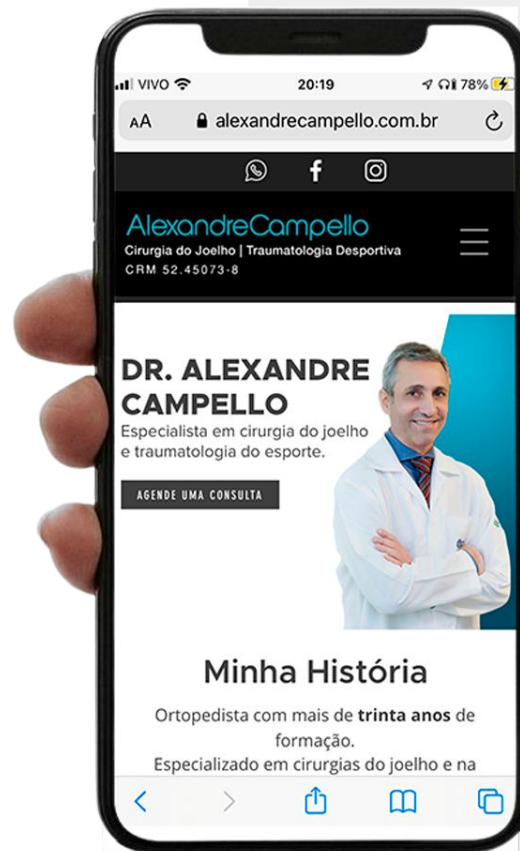 VIVO 20:19 78%
AA alexandrecampello.com.br
AlexandreCampello
Cirurgia do Joelho | Traumatologia Desportiva
CRM 52.45073-8
DR. ALEXANDRE
CAMPELLO
Especialista em cirurgia do joelho
e traumatologia do esporte.
AGENDE UMA CONSULTA
Minha História
Ortopedista com mais de trinta anos de
formação.
Especializado em cirurgias do joelho e na